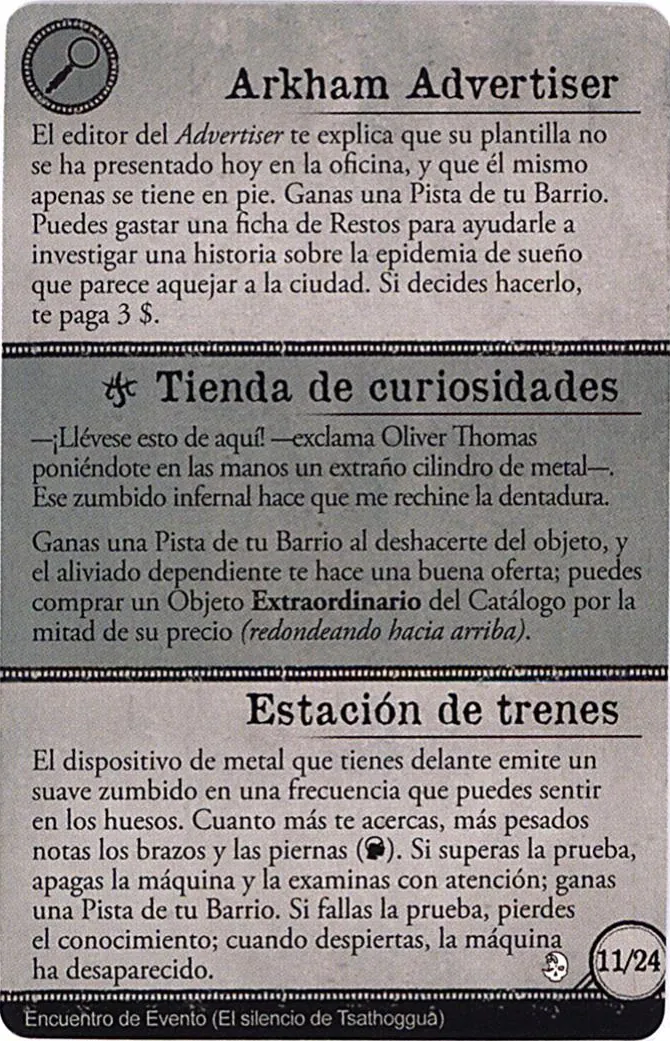 Arkham Advertiser
El editor del Advertiser te explica que su plantilla no
se ha presentado hoy en la oficina, y que él mismo
apenas se tiene en pie. Ganas una Pista de tu Barrio.
Puedes gastar una ficha de Restos para ayudarle a
investigar una historia sobre la epidemia de sueño
que parece aquejar a la ciudad. Si decides hacerlo,
te paga 3 $.
Tienda de curiosidades
—¡Llévese esto de aquí! —exclama Oliver Thomas
poniéndote en las manos un extraño cilindro de metal—.
Ese zumbido infernal hace que me rechine la dentadura.
Ganas una Pista de tu Barrio al deshacerte del objeto, y
el aliviado dependiente te hace una buena oferta; puedes
comprar un Objeto Extraordinario del Catálogo por la
mitad de su precio (redondeando hacia arriba).
Estación de trenes
El dispositivo de metal que tienes delante emite un
suave zumbido en una frecuencia que puedes sentir
en los huesos. Cuanto más te acercas, más pesados
notas los brazos y las piernas (). Si superas la prueba,
apagas la máquina y la examinas con atención; ganas
una Pista de tu Barrio. Si fallas la prueba, pierdes
el conocimiento; cuando despiertas, la máquina
ha desaparecido.
11/24
Encuentro de Evento (El silencio de Tsathogguà)